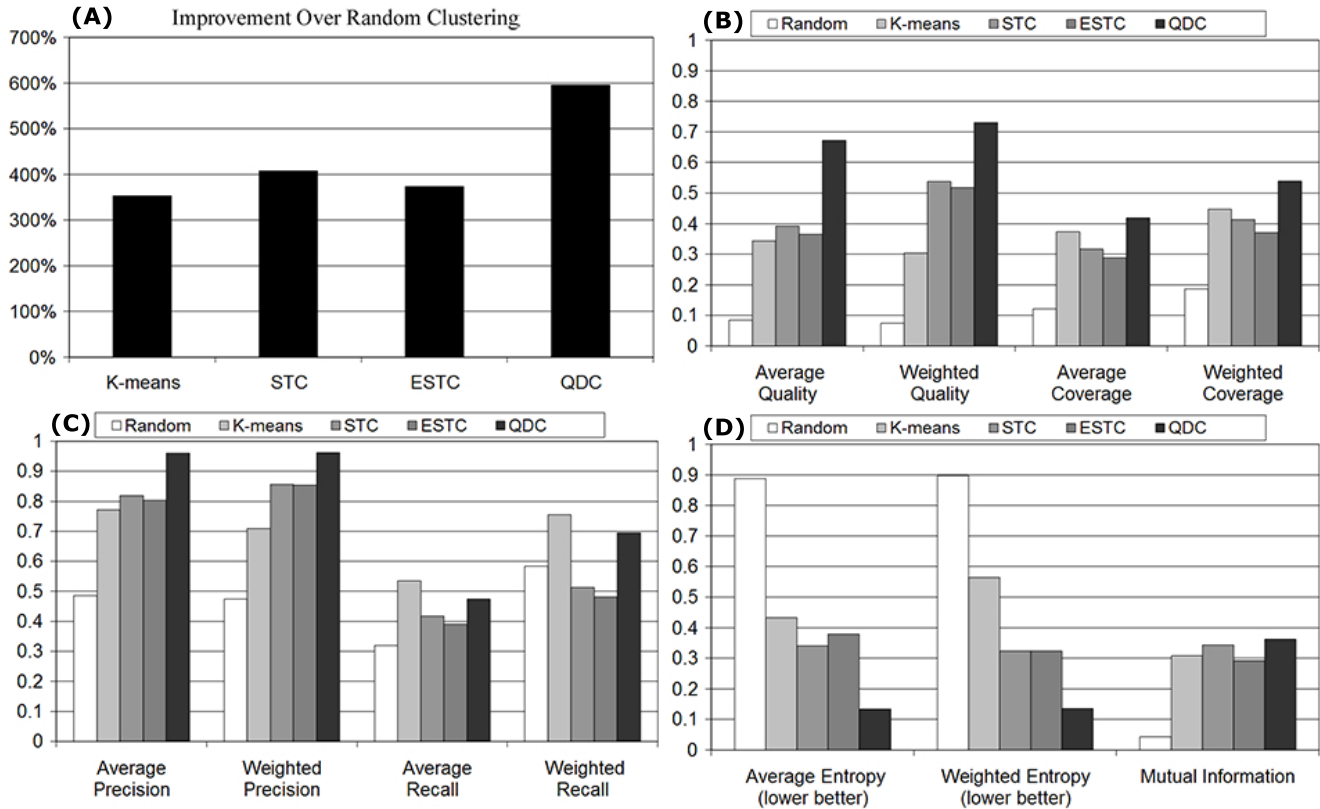 (A)
Improvement Over Random Clustering
700%
600%
500%
400%
300%
200%
100%
0%
K-means STC ESTC QDC
(B)
Random K-means STC ESTC QDC
1
0.9
0.8
0.7
0.6
0.5
0.4
0.3
0.2
0.1
0
Average Weighted Average Weighted
Quality Quality Coverage Coverage
(C)
Random K-means STC ESTC QDC
1
0.9
0.8
0.7
0.6
0.5
0.4
0.3
0.2
0.1
0
Average Weighted Average Weighted
Precision Precision Recall Recall
(D)
Random K-means STC ESTC QDC
1
0.9
0.8
0.7
0.6
0.5
0.4
0.3
0.2
0.1
0
Average Entropy Weighted Entropy Mutual Information
(lower better) (lower better)